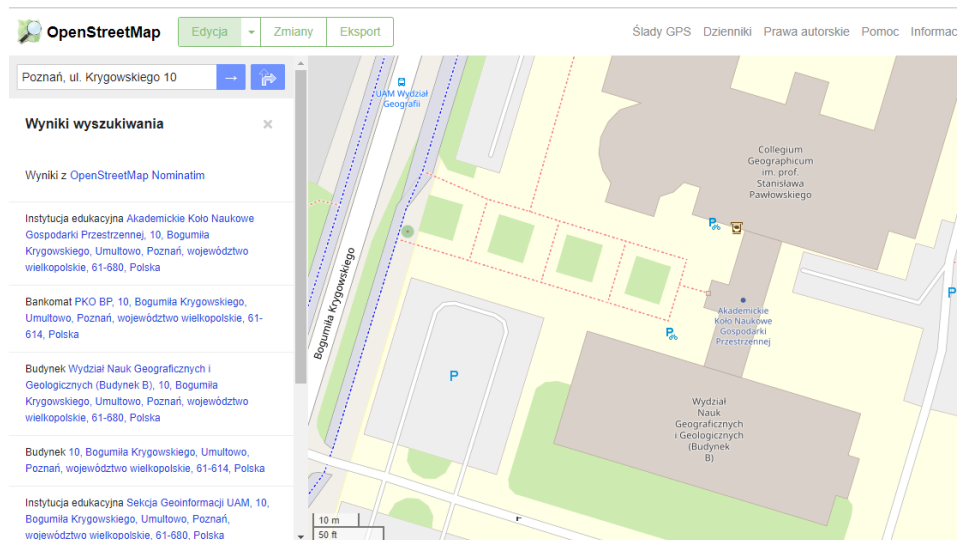 OpenStreetMap
Edycja
Zmiany
Eksport
Ślady GPS
Dzienniki
Prawa autorskie
Pomoc
Informac
Poznań, ul. Krygowskiego 10
→
Wyniki wyszukiwania
×
Wyniki z OpenStreetMap Nominatim
Instytucja edukacyjna Akademickie Koło Naukowe
Gospodarki Przestrzennej, 10, Bogumiła
Krygowskiego, Umultowo, Poznań, województwo
wielkopolskie, 61-680, Polska
Bankomat PKO BP, 10, Bogumiła Krygowskiego,
Umultowo, Poznań, województwo wielkopolskie, 61-
614, Polska
Budynek Wydział Nauk Geograficznych i
Geologicznych (Budynek B), 10, Bogumiła
Krygowskiego, Umultowo, Poznań, województwo
wielkopolskie, 61-680, Polska
Budynek 10, Bogumiła Krygowskiego, Umultowo,
Poznań, województwo wielkopolskie, 61-614, Polska
Instytucja edukacyjna Sekcja Geoinformacji UAM, 10,
Bogumiła Krygowskiego, Umultowo, Poznań,
województwo wielkopolskie, 61-680, Polska
UAM Wydział
Geografii
Bogumiła Krygowskiego
Collegium
Geographicum
im. prof.
Stanisława
Pawłowskiego
P
Akademickie
Koło Naukowe
Gospodarki
Przestrzennej
P
P
P
Wydział
Nauk
Geograficznych
i Geologicznych
(Budynek
B)
10 m
50 ft